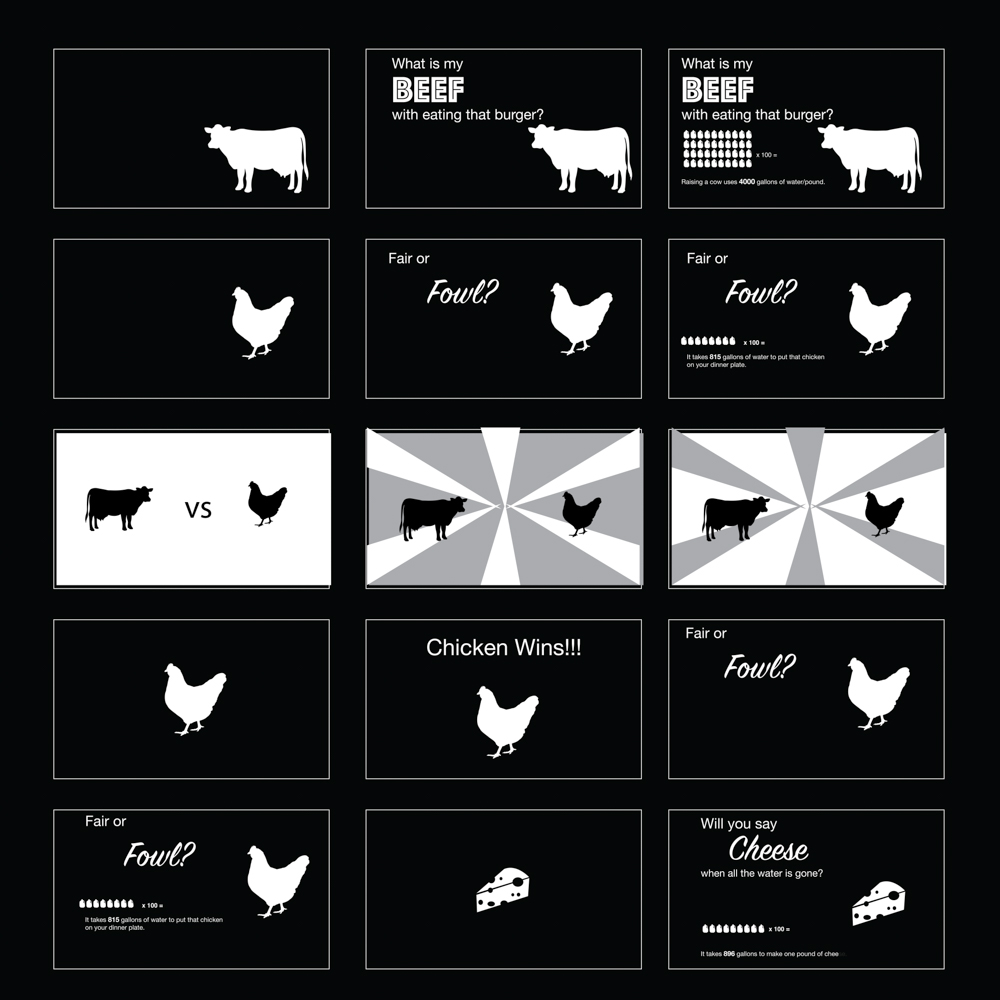 What is my
BEEF
with eating that burger?
What is my
BEEF
with eating that burger?
x 100 =
Raising a cow uses 4000 gallons of water/pound.
Fair or
Fowl?
Fair or
Fowl?
x 100 =
It takes 815 gallons of water to put that chicken
on your dinner plate.
VS
Chicken Wins!!!
Fair or
Fowl?
Fair or
Fowl?
x 100 =
It takes 815 gallons of water to put that chicken
on your dinner plate.
Will you say
Cheese
when all the water is gone?
x 100 =
It takes 896 gallons to make one pound of chee